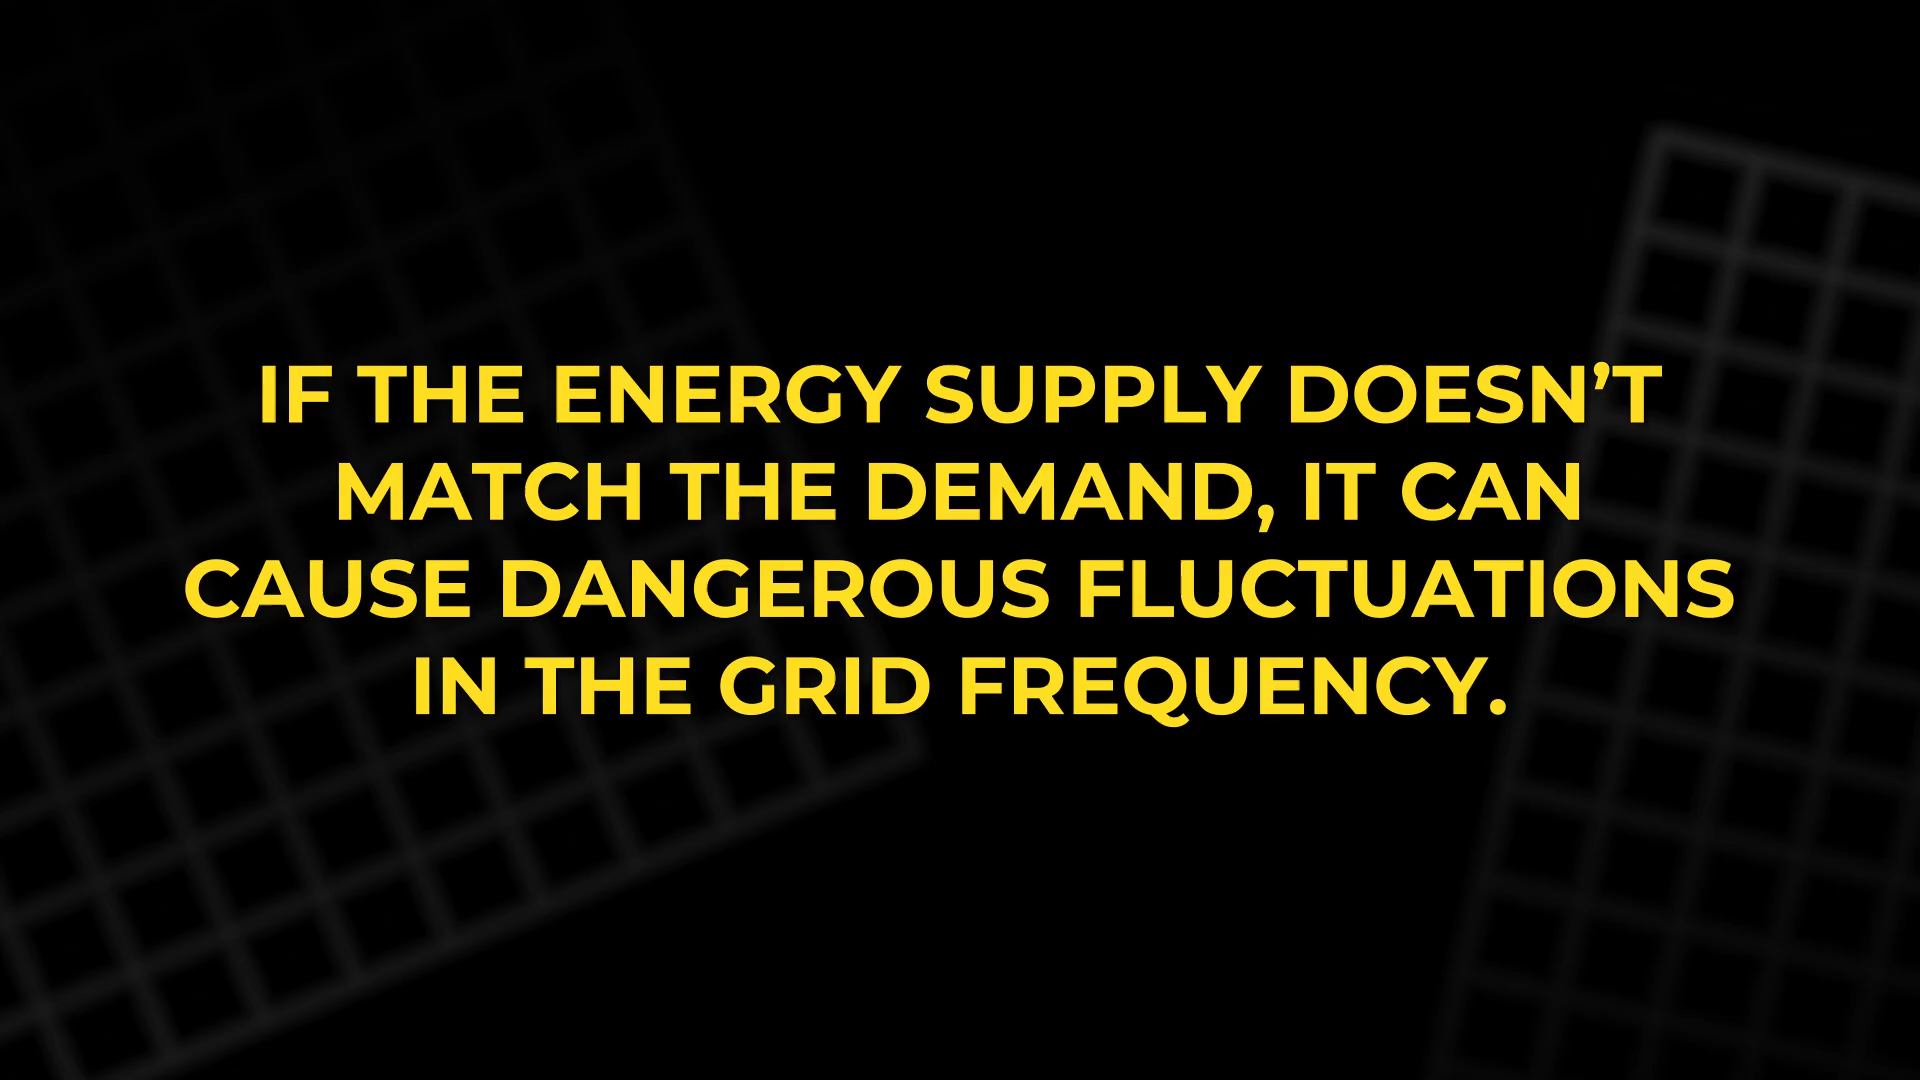 IF THE ENERGY SUPPLY DOESN’T
MATCH THE DEMAND, IT CAN
CAUSE DANGEROUS FLUCTUATIONS
IN THE GRID FREQUENCY.